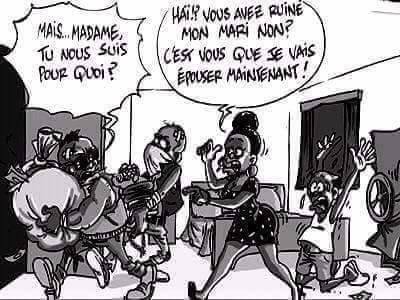 MAIS...MADAME,
TU NOUS SUIS
POUR QUOI?
HAÏ!? VOUS AVEZ RUINÉ
MON MARI NON?
C'EST VOUS QUE JE VAIS
ÉPOUSER MAINTENANT!